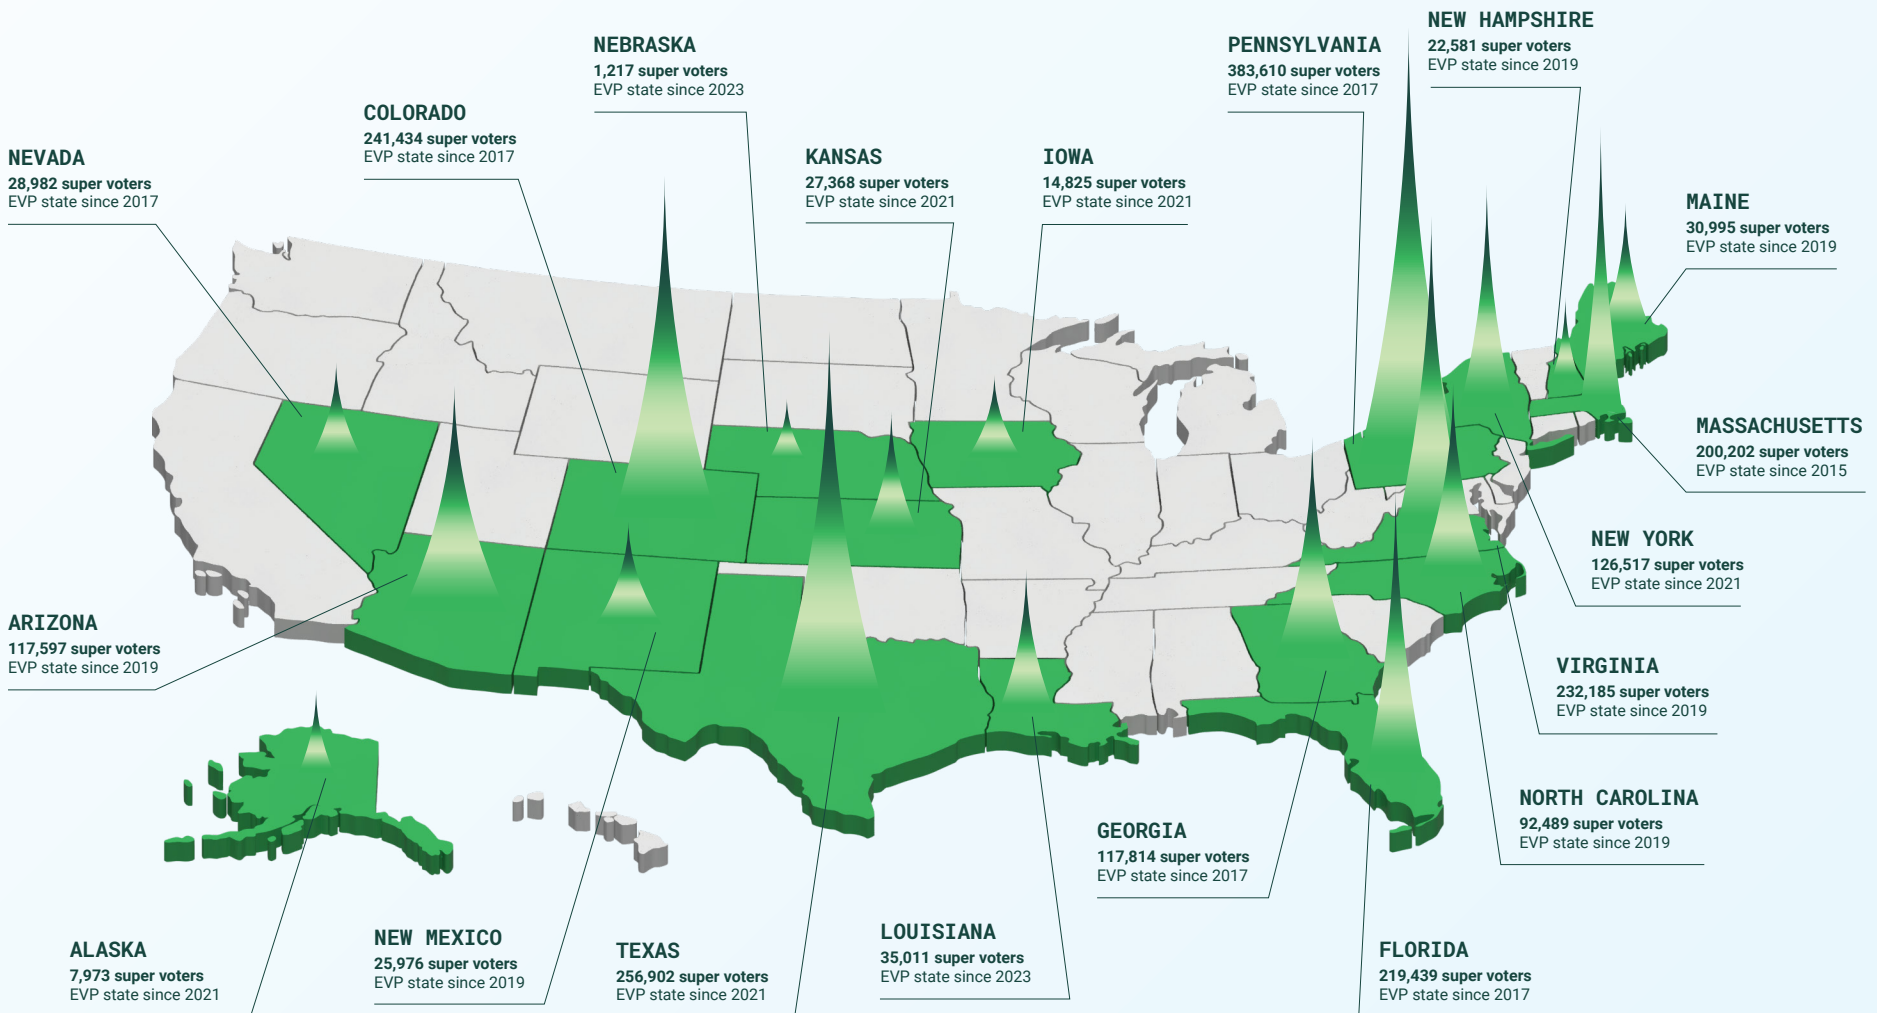 NEW HAMPSHIRE
22,581 super voters
EVP state since 2019
NEBRASKA
1,217 super voters
EVP state since 2023
PENNSYLVANIA
383,610 super voters
EVP state since 2017
COLORADO
241,434 super voters
EVP state since 2017
NEVADA
28,982 super voters
EVP state since 2017
KANSAS
27,368 super voters
EVP state since 2021
IOWA
14,825 super voters
EVP state since 2021
MAINE
30,995 super voters
EVP state since 2019
MASSACHUSETTS
200,202 super voters
EVP state since 2015
NEW YORK
126,517 super voters
EVP state since 2021
ARIZONA
117,597 super voters
EVP state since 2019
VIRGINIA
232,185 super voters
EVP state since 2019
NORTH CAROLINA
92,489 super voters
EVP state since 2019
GEORGIA
117,814 super voters
EVP state since 2017
ALASKA
7,973 super voters
EVP state since 2021
NEW MEXICO
25,976 super voters
EVP state since 2019
TEXAS
256,902 super voters
EVP state since 2021
LOUISIANA
35,011 super voters
EVP state since 2023
FLORIDA
219,439 super voters
EVP state since 2017